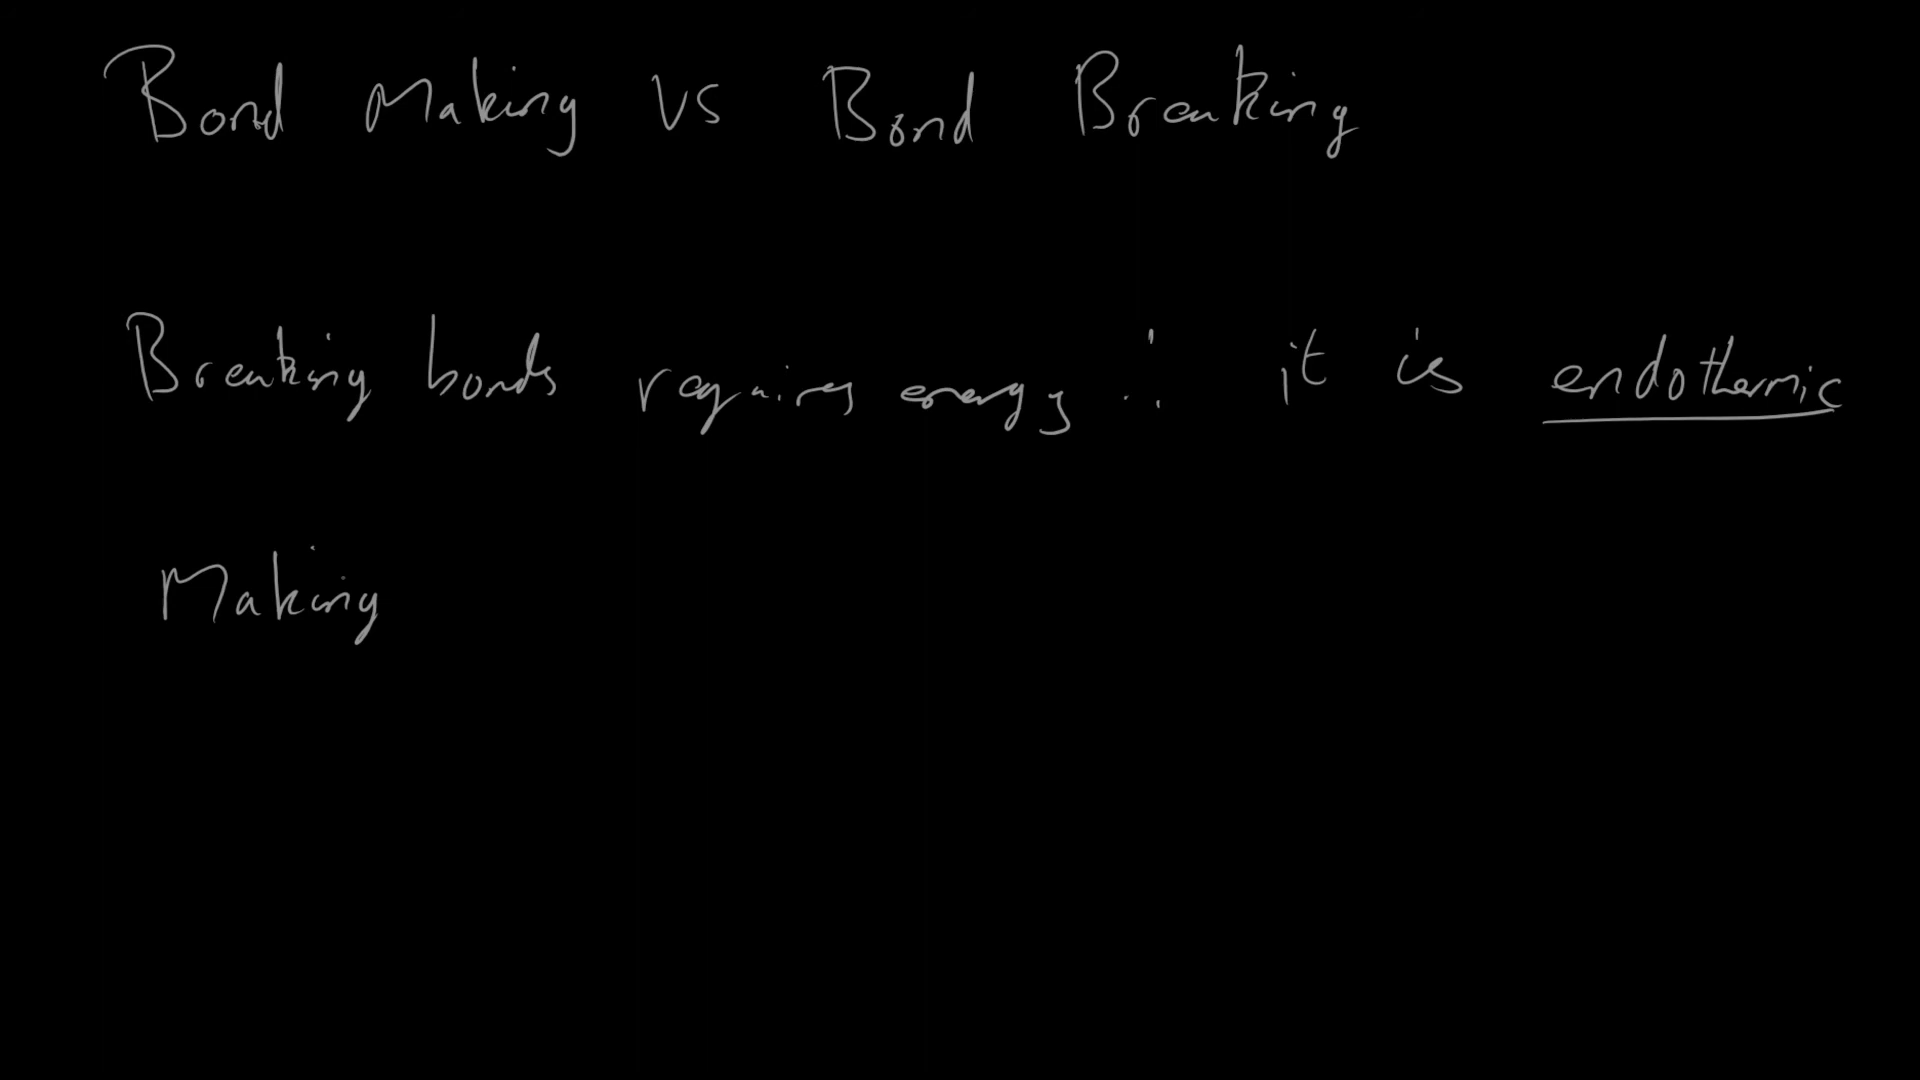 Bond Making vs Bond Breaking
Breaking bonds requires energy ∴ it is endothermic
Making